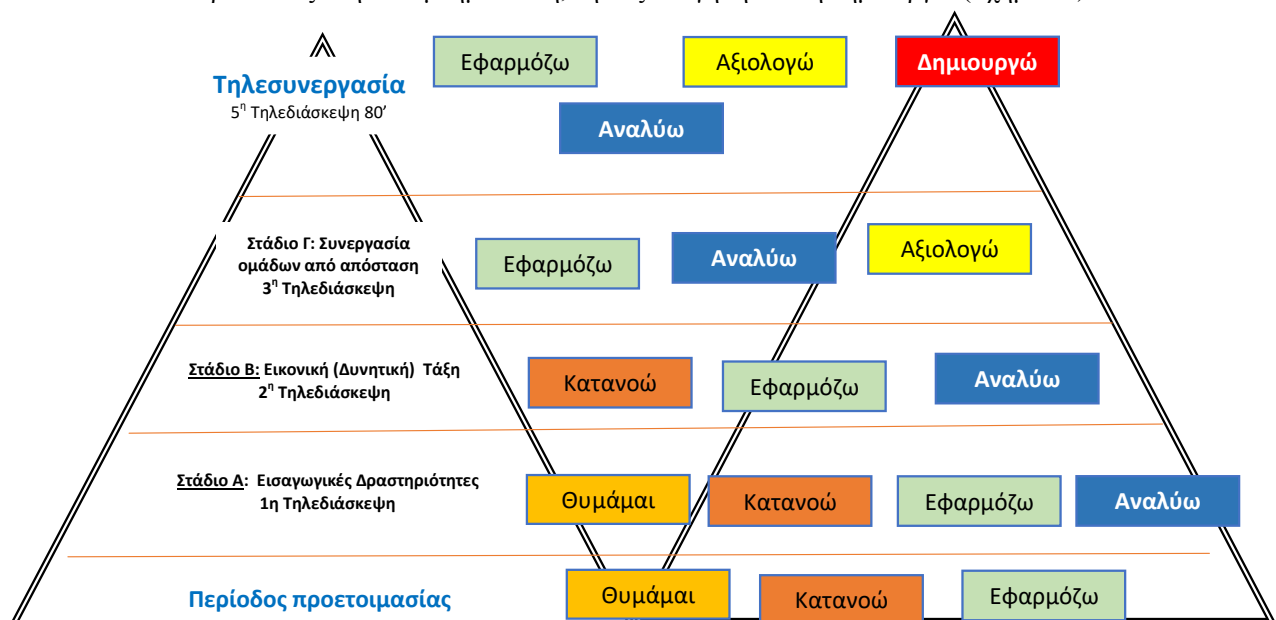 Εφαρμόζω
Αξιολογώ
Δημιουργώ
Τηλεσυνεργασία
5η Τηλεδιάσκεψη 80’
Αναλύω
Στάδιο Γ: Συνεργασία
ομάδων από απόσταση
3η Τηλεδιάσκεψη
Εφαρμόζω
Αναλύω
Αξιολογώ
Στάδιο Β: Εικονική (Δυνητική) Τάξη
2η Τηλεδιάσκεψη
Κατανοώ
Εφαρμόζω
Αναλύω
Στάδιο Α: Εισαγωγικές Δραστηριότητες
1η Τηλεδιάσκεψη
Θυμάμαι
Κατανοώ
Εφαρμόζω
Αναλύω
Περίοδος προετοιμασίας
Θυμάμαι
Κατανοώ
Εφαρμόζω